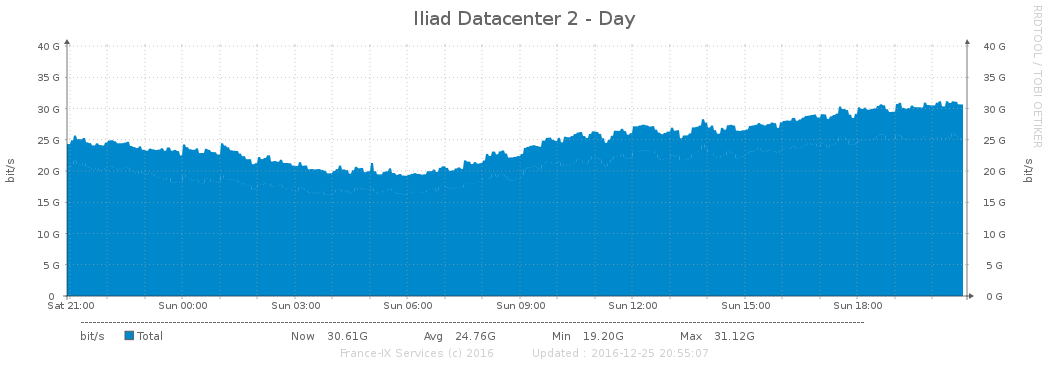 Iliad Datacenter 2 - Day
RRDTOOL / TOBI OETIKER
bit/s
bit/s
40 G 40 G
35 G 35 G
30 G 30 G
25 G 25 G
20 G 20 G
15 G 15 G
10 G 10 G
5 G 5 G
0 0 G
Sat 21:00 Sun 00:00 Sun 03:00 Sun 06:00 Sun 09:00 Sun 12:00 Sun 15:00 Sun 18:00
bit/s Total Now 30.61G Avg 24.76G Min 19.20G Max 31.12G
France-IX Services (c) 2016 Updated : 2016-12-25 20:55:07